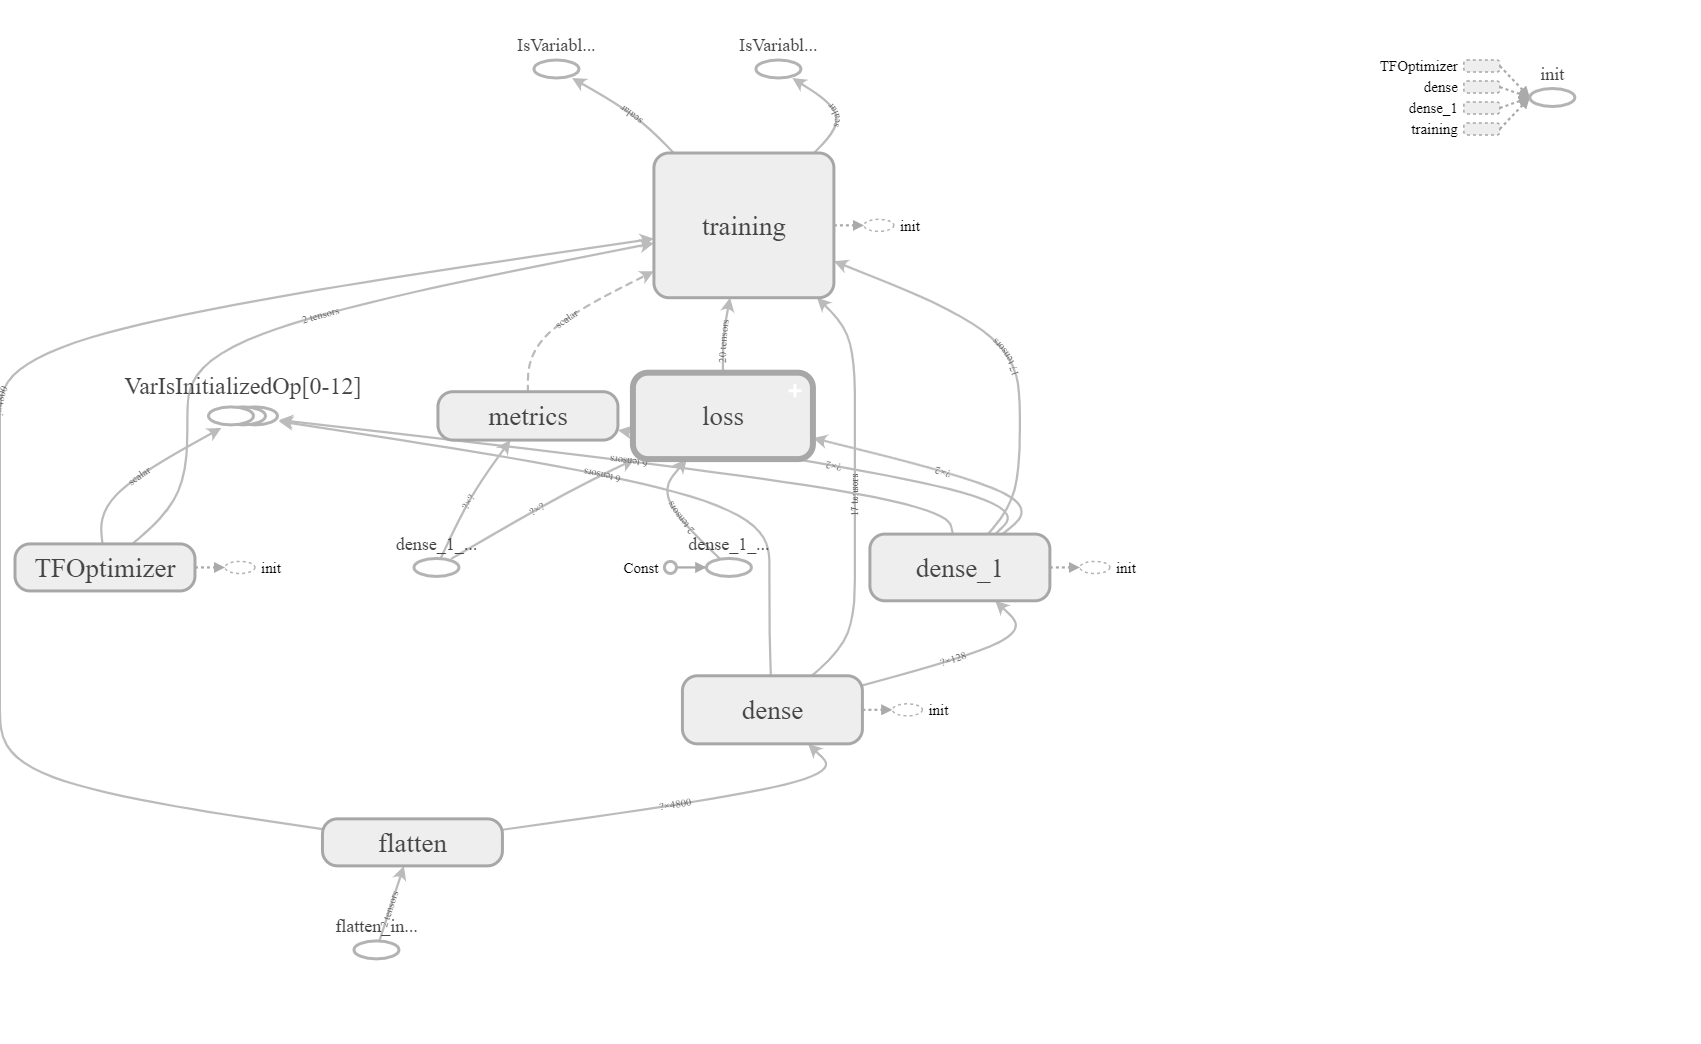 IsVariabl...
IsVariabl...
TFOptimizer
dense
dense_1
training
init
scalar
scalar
training
init
2 tensors
scalar
20 tensors
17 tensors
VarIsInitializedOp[0-12]
metrics
loss
6 tensors
6 tensors
?×2
?×2
scalar
?×?
?×?
2 tensors
17 tensors
dense_1_...
dense_1_...
Const
TFOptimizer
init
dense_1
init
?×128
dense
init
?×4800
flatten
2 tensors
flatten_in...